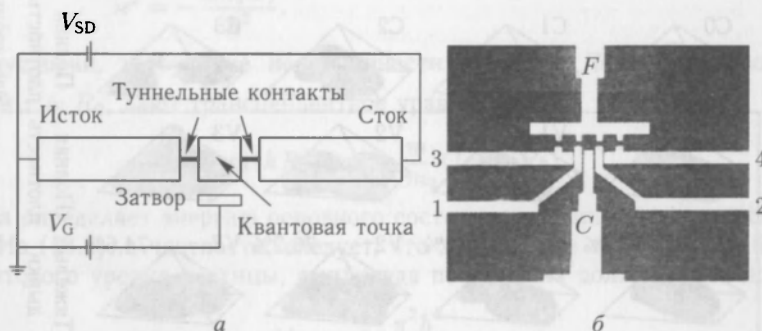 V_SD
Туннельные контакты
Исток
Сток
Затвор
V_G
Квантовая точка
а
F
3
4
1
2
C
б